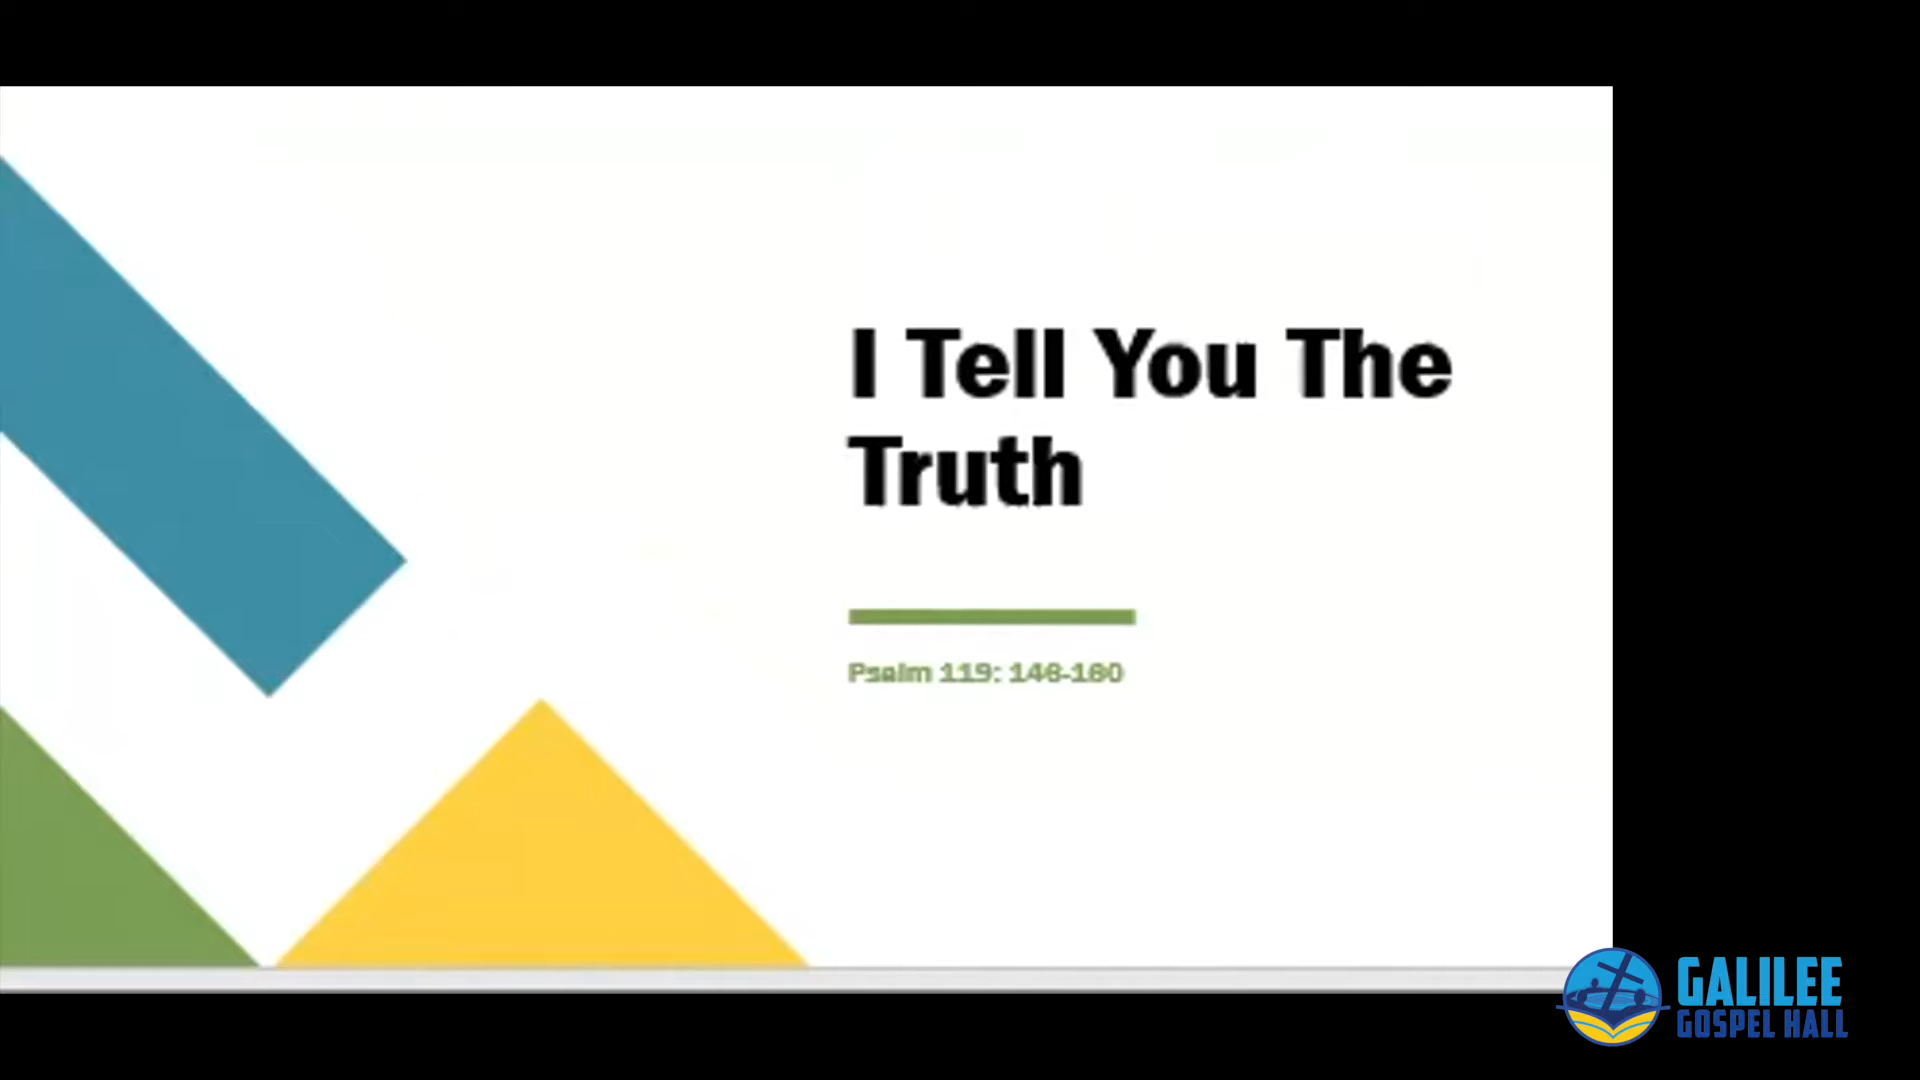 I Tell You The
Truth
Psalm 119: 146-160
GALILEE
GOSPEL HALL